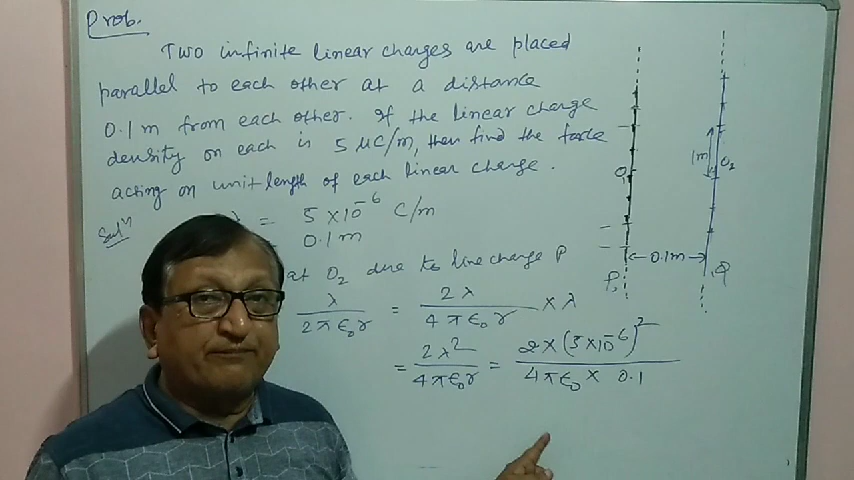 Prob.
Two infinite linear charges are placed
parallel to each other at a distance
0.1 m from each other. If the linear charge
density on each is 5 μC/m, then find the force
acting on unit length of each linear charge.
Solⁿ λ = 5 × 10⁻⁶ C/m
0.1 m
at O₂ due to line charge P
λ / 2πε₀r = 2λ / 4πε₀r × λ
= 2λ² / 4πε₀r = 2 × (5×10⁻⁶)² / 4πε₀ × 0.1
O₁
1m
O₂
0.1m
P
Q